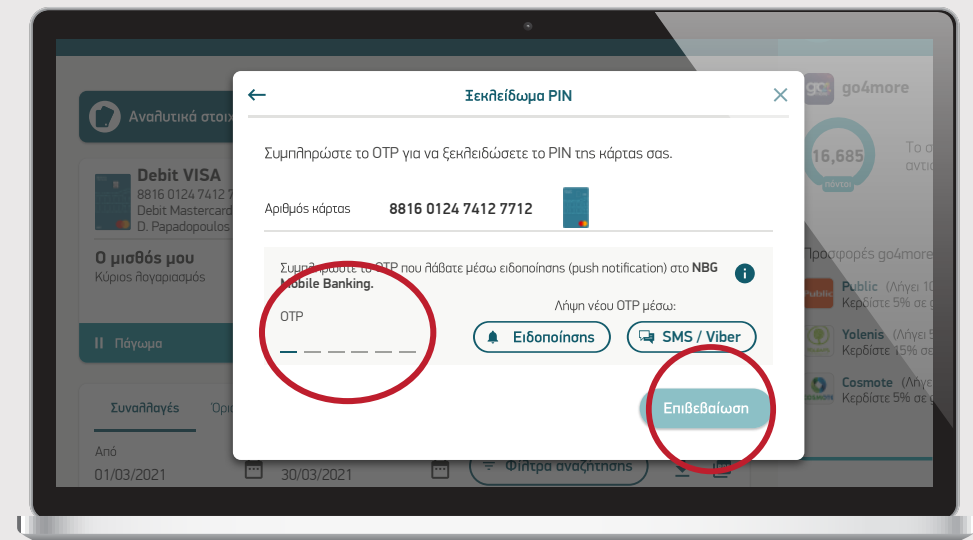 Ξεκλείδωμα PIN
Συμπληρώστε το OTP για να ξεκλειδώσετε το PIN της κάρτας σας.
Αριθμός κάρτας 8816 0124 7412 7712
Συμπληρώστε το OTP που λάβατε μέσω ειδοποίησης (push notification) στο NBG
Mobile Banking.
OTP
Λήψη νέου OTP μέσω:
Ειδοποίησης
SMS / Viber
Επιβεβαίωση
Αναλυτικά
Debit VISA
8816 0124 7412
Debit Mastercard
D. Papadopoulos
Ο μισθός μου
Κύριος λογαριασμός
Πάγωμα
Συναλλαγές
Από
01/03/2021
30/03/2021
Φίλτρα αναζήτησης
go4more
16,685
πόντοι
Το
Προσφορές go4more
Public (Λήγει
Κερδίστε 5% σε
Yolenis (Λήγει
Κερδίστε 15% σε
Cosmote
Κερδίστε 5% σε